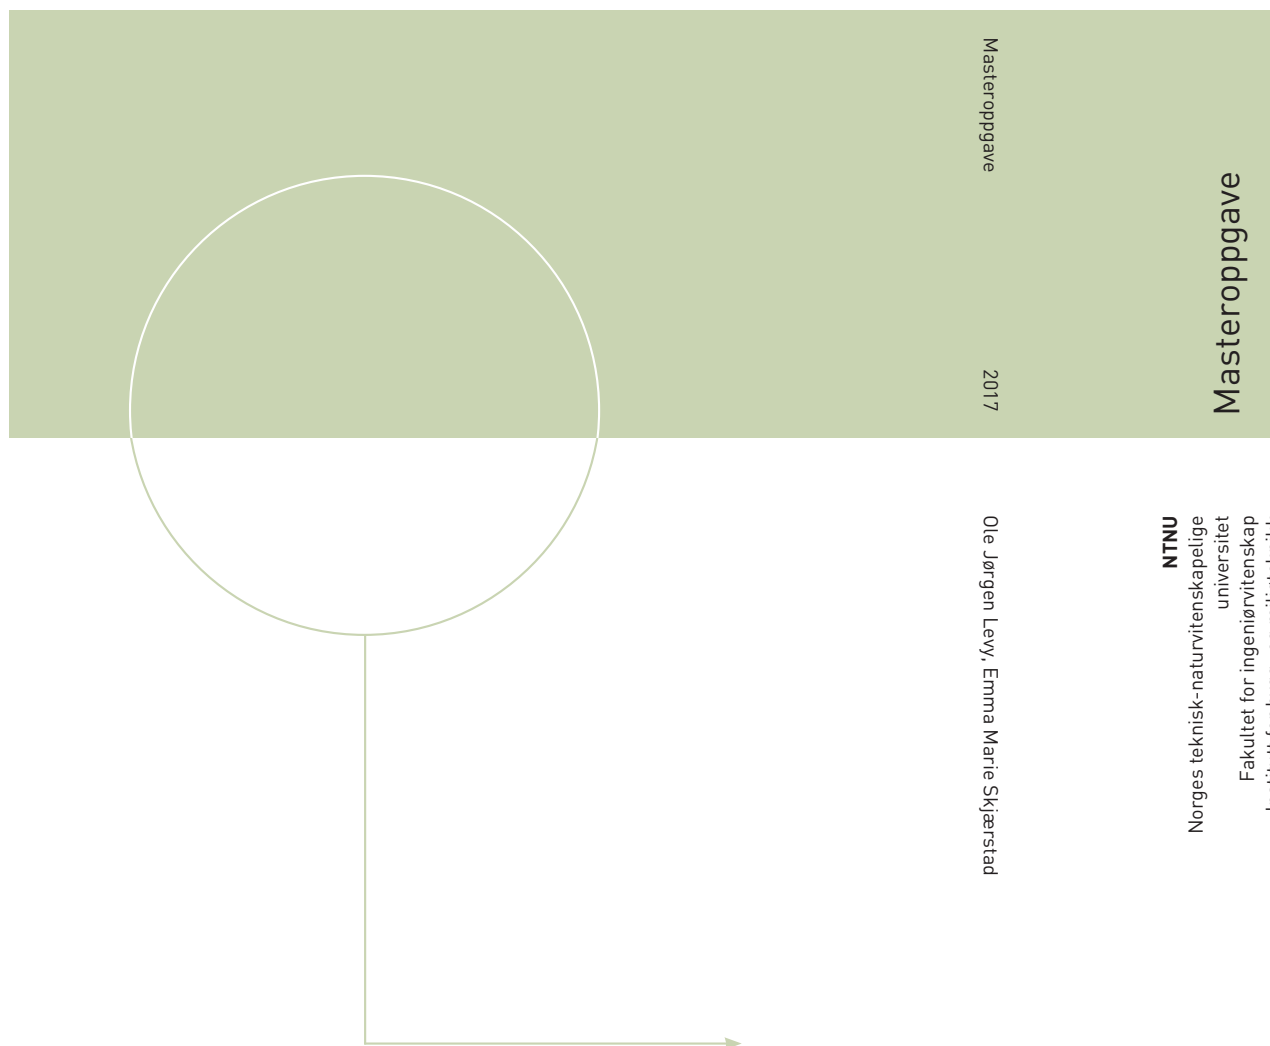 Masteroppgave
2017
Ole Jørgen Levy, Emma Marie Skjærstad
Masteroppgave
NTNU
Norges teknisk-naturvitenskapelige
universitet
Fakultet for ingeniørvitenskap